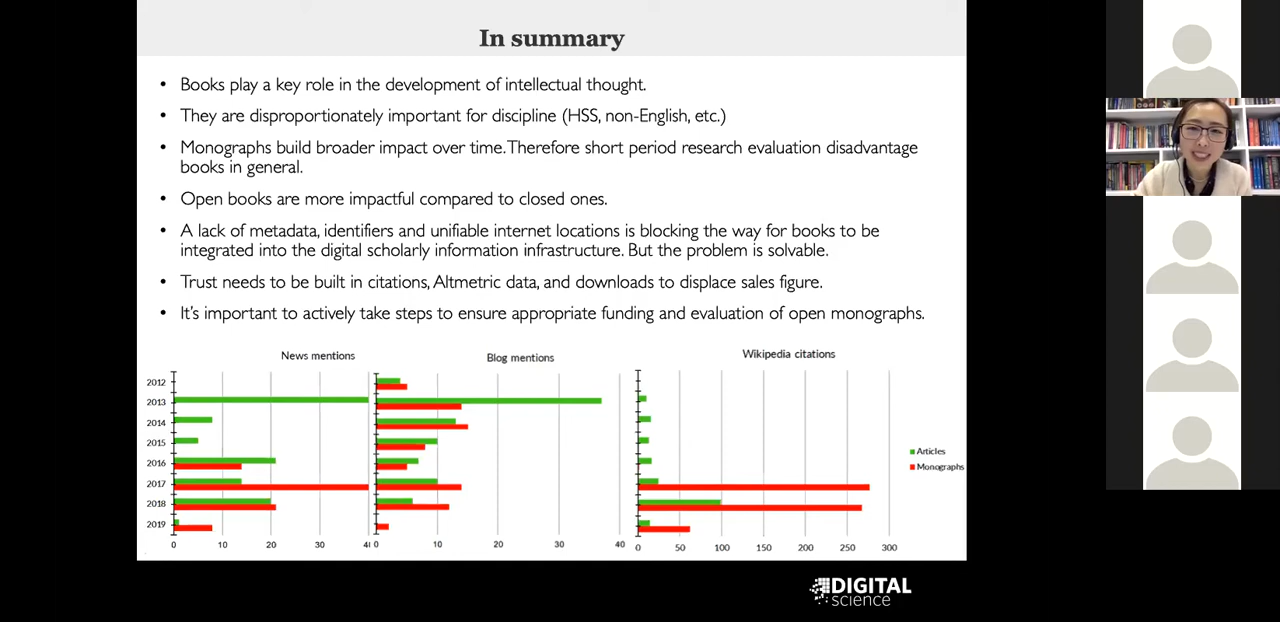 In summary
• Books play a key role in the development of intellectual thought.
• They are disproportionately important for discipline (HSS, non-English, etc.)
• Monographs build broader impact over time. Therefore short period research evaluation disadvantage
books in general.
• Open books are more impactful compared to closed ones.
• A lack of metadata, identifiers and unifiable internet locations is blocking the way for books to be
integrated into the digital scholarly information infrastructure. But the problem is solvable.
• Trust needs to be built in citations, Altmetric data, and downloads to displace sales figure.
• It's important to actively take steps to ensure appropriate funding and evaluation of open monographs.
News mentions
2012
2013
2014
2015
2016
2017
2018
2019
0 10 20 30
Blog mentions
0 10 20 30 40
Wikipedia citations
0 50 100 150 200 250 300
Articles
Monographs
DIGITAL
science